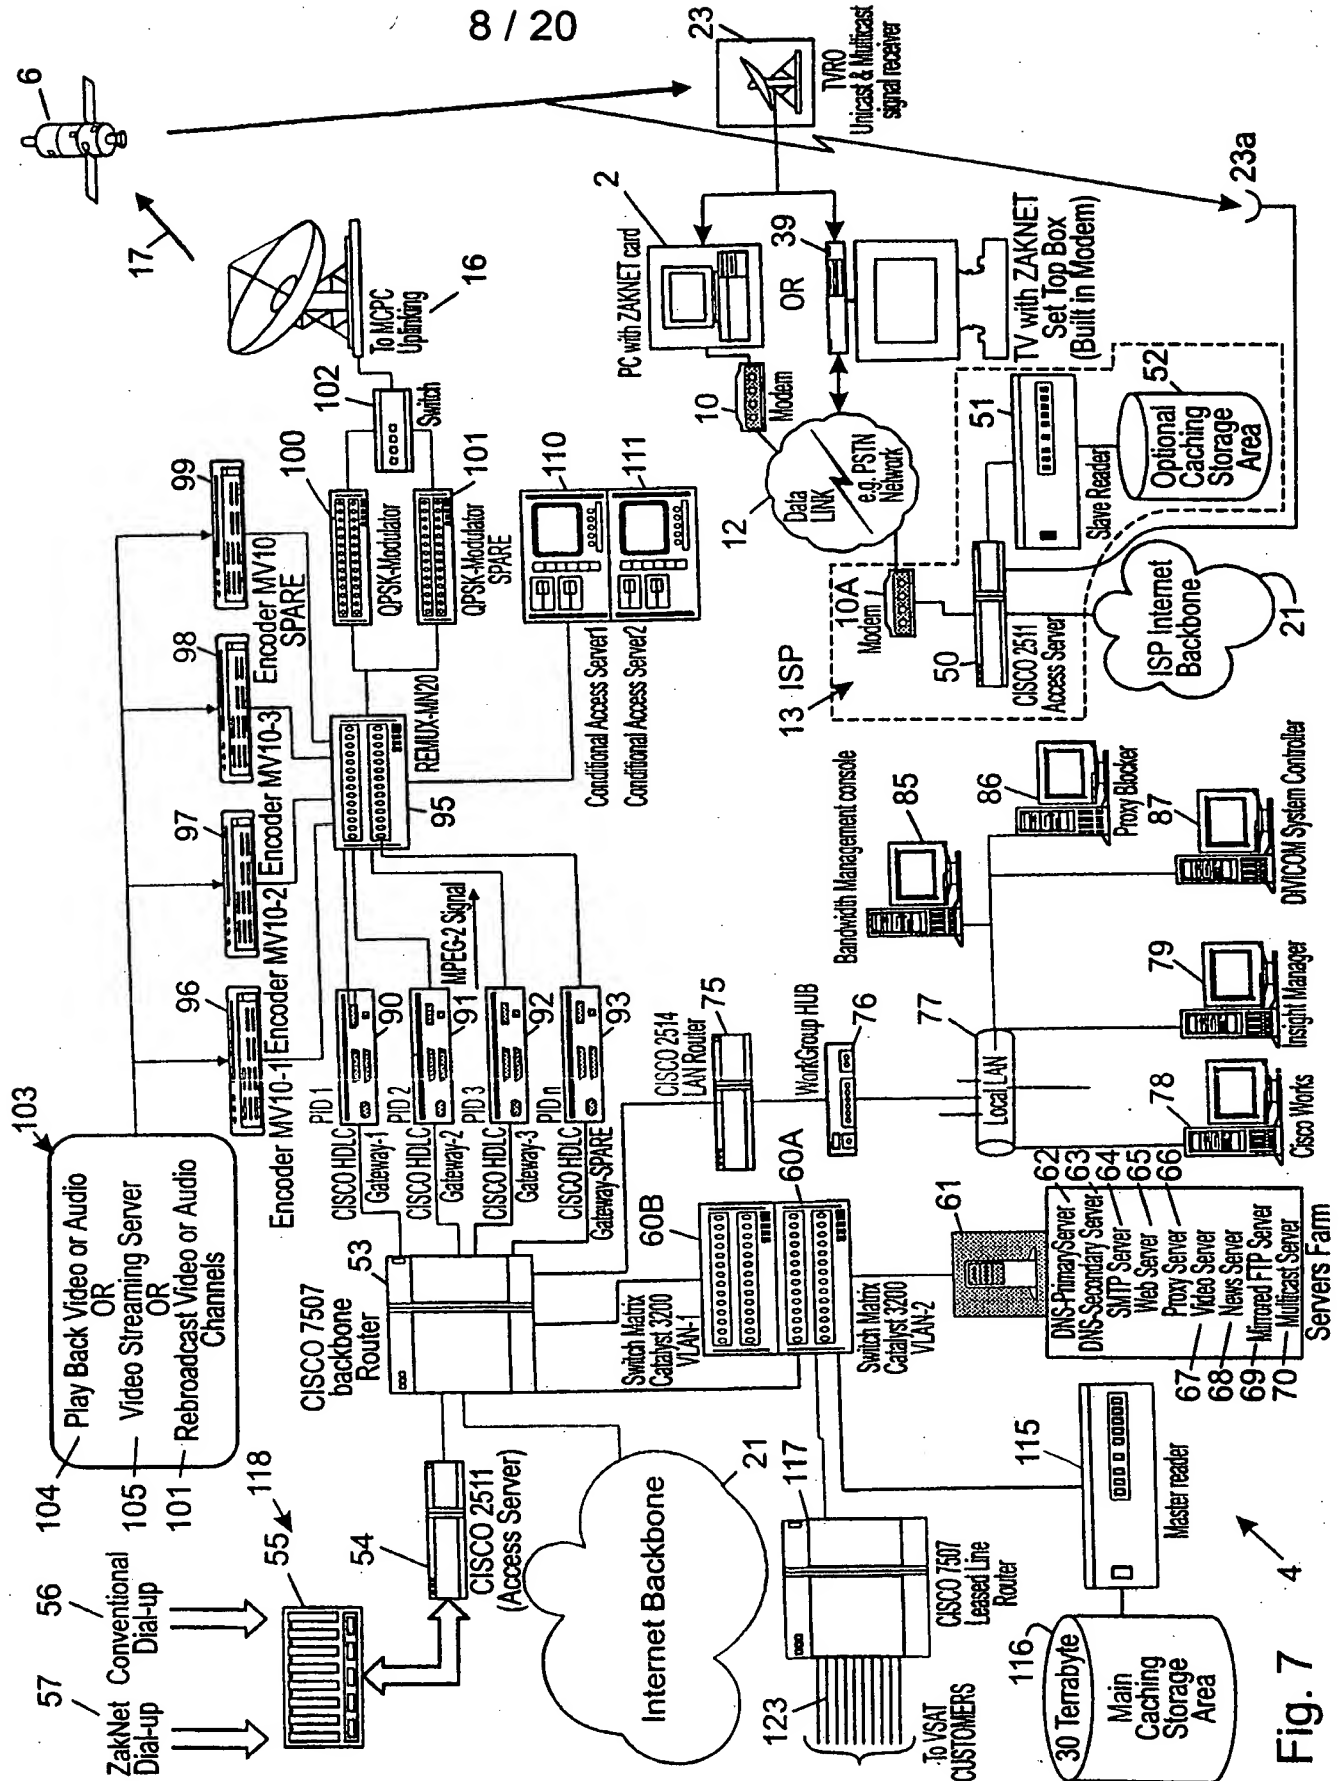 8 / 20
6
17
23
TVRO
Unicast & Multicast
signal receiver
23a
To MCPC
Uplinking
16
102
Switch
99
100
101
QPSK-Modulator
QPSK-Modulator
SPARE
110
111
Conditional Access Server1
Conditional Access Server2
Encoder MV10
SPARE
98
Encoder MV10-3
97
Encoder MV10-2
96
Encoder MV10-1
REMUX-MN20
95
MPEG-2 Signal
103
104
Play Back Video or Audio
OR
105
Video Streaming Server
OR
101
Rebroadcast Video or Audio
Channels
PID 1
90
PID 2
91
PID 3
92
PIDn
93
CISCO HDLC
Gateway-1
CISCO HDLC
Gateway-2
CISCO HDLC
Gateway-3
CISCO HDLC
Gateway-SPARE
53
CISCO 7507
backbone
Router
2
PC with ZAKNET card
10
Modem
OR
39
TV with ZAKNET
Set Top Box
(Built in Modem)
12
Data
LINK
e.g. PSTN
Network
13 ISP
10A
Modem
50
CISCO 2511
Access Server
51
Slave Reader
52
Optional
Caching
Storage
Area
ISP Internet
Backbone
21
75
CISCO 2514
LAN Router
76
WorkGroup HUB
77
Local LAN
85
Bandwidth Management console
86
Proxy Blocker
87
DIVICOM System Controller
79
Insight Manager
78
Cisco Works
60B
60A
Switch Matrix
Catalyst 3200
VLAN-1
Switch Matrix
Catalyst 3200
VLAN-2
61
DNS-PrimaryServer 62
DNS-Secondary Server 63
SMTP Server 64
Web Server 65
Proxy Server 66
67 Video Server
68 News Server
69 Mirrored FTP Server
70 Multicast Server
Servers Farm
57
ZakNet
Dial-up
56
Conventional
Dial-up
118
55
54
CISCO 2511
(Access Server)
Internet Backbone
21
117
CISCO 7507
Leased Line
Router
123
To VSAT
CUSTOMERS
115
Master reader
116
30 Terrabyte
Main
Caching
Storage
Area
4
Fig. 7